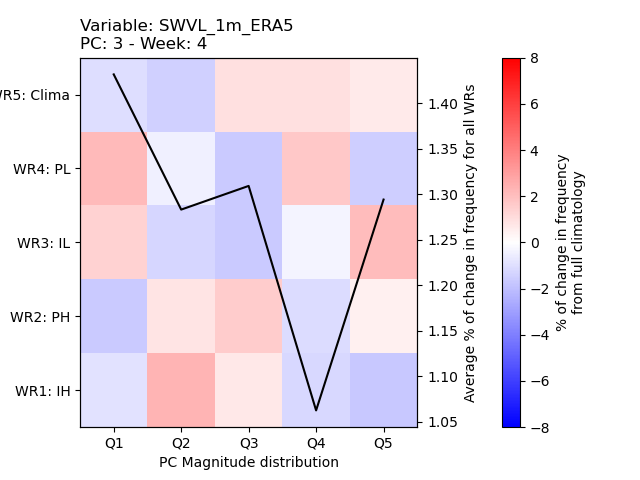 Variable: SWVL_1m_ERA5
PC: 3 - Week: 4
WR5: Clima
WR4: PL
WR3: IL
WR2: PH
WR1: IH
Q1 Q2 Q3 Q4 Q5
PC Magnitude distribution
1.40
1.35
1.30
1.25
1.20
1.15
1.10
1.05
Average % of change in frequency for all WRs
8
6
4
2
0
−2
−4
−6
−8
% of change in frequency
from full climatology